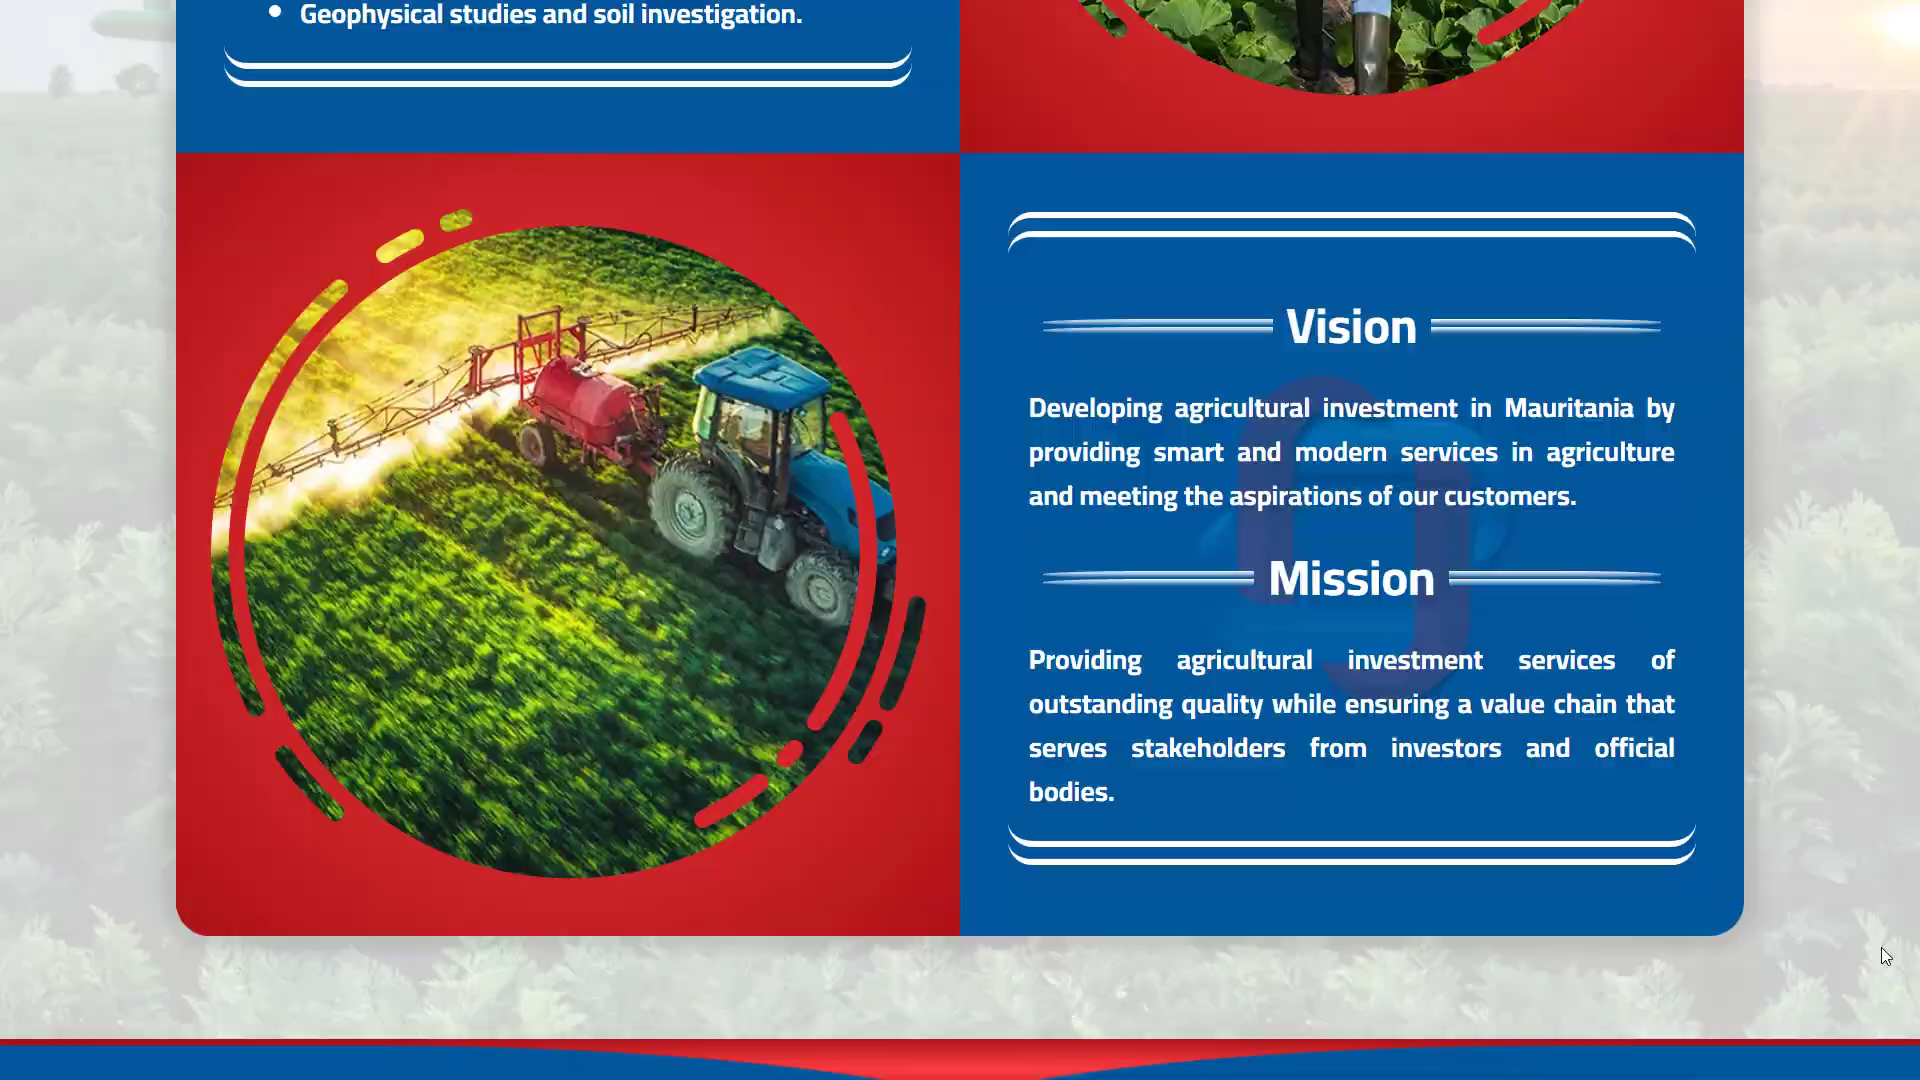 Geophysical studies and soil investigation.
Vision
Developing agricultural investment in Mauritania by
providing smart and modern services in agriculture
and meeting the aspirations of our customers.
Mission
Providing agricultural investment services of
outstanding quality while ensuring a value chain that
serves stakeholders from investors and official
bodies.